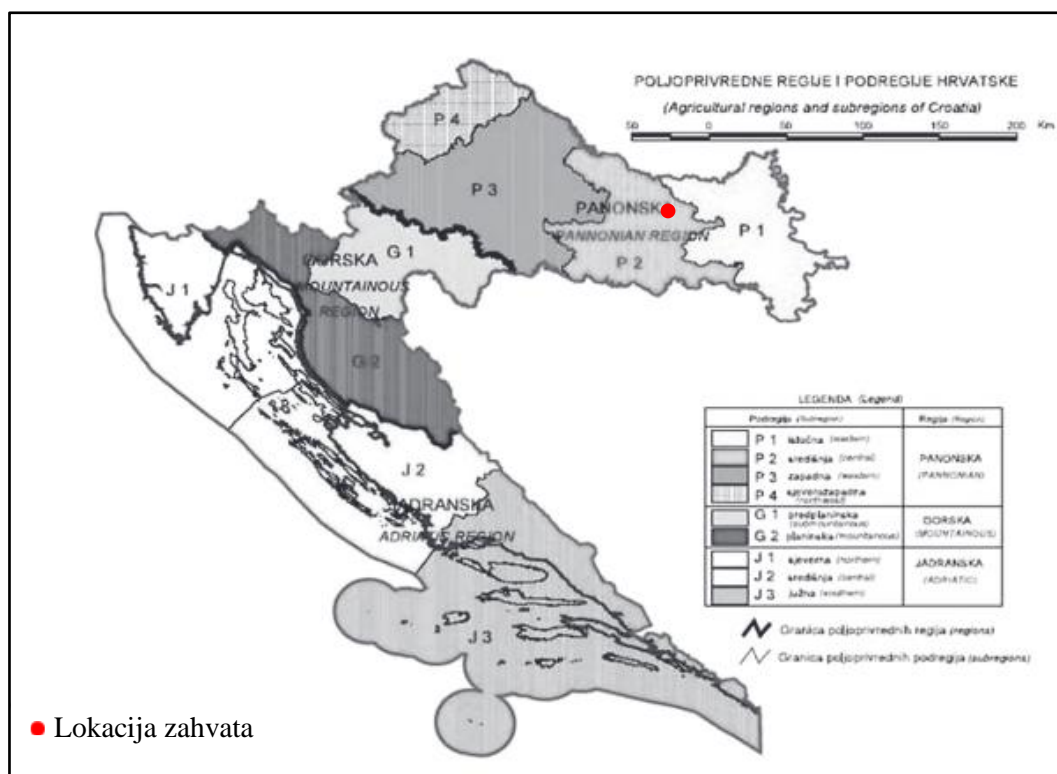 POLJOPRIVREDNE REGIJE I PODREGIJE HRVATSKE
(Agricultural regions and subregions of Croatia)
50 0 50 100 150 200 Km
P 4
P 3
PANONSKA
PANNONIAN REGION
P 1
P 2
G 1
GORSKA
MOUNTAINOUS
REGION
J 1
G 2
J 2
JADRANSKA
ADRIATIC REGION
J 3
LEGENDA (Legend)
Podregija (Subregion) Regija (Region)
P 1 istočna (eastern)
P 2 središnja (central)
P 3 zapadna (western)
P 4 sjeverozapadna (northwest)
PANONSKA
(PANNONIAN)
G 1 predplaninska (submountainous)
G 2 planinska (mountainous)
GORSKA
(MOUNTAINOUS)
J 1 sjeverna (northern)
J 2 središnja (central)
J 3 južna (southern)
JADRANSKA
(ADRIATIC)
Granica poljoprivrednih regija (regions)
Granica poljoprivrednih podregija (subregions)
Lokacija zahvata